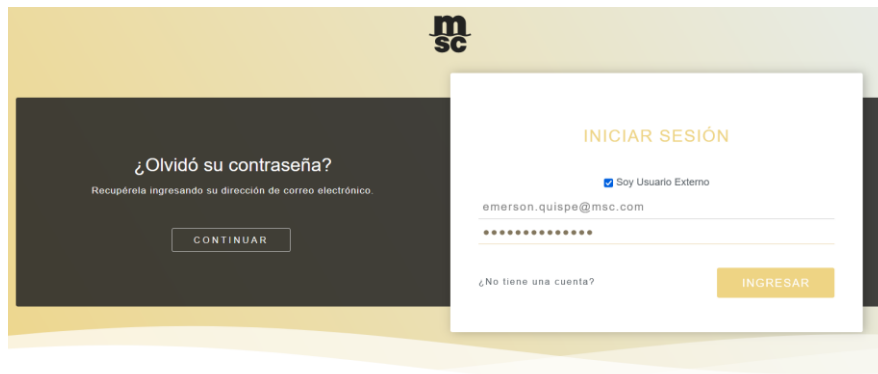 msc
¿Olvidó su contraseña?
Recupérela ingresando su dirección de correo electrónico.
CONTINUAR
INICIAR SESIÓN
Soy Usuario Externo
emerson.quispe@msc.com
••••••••••••••
¿No tiene una cuenta?
INGRESAR